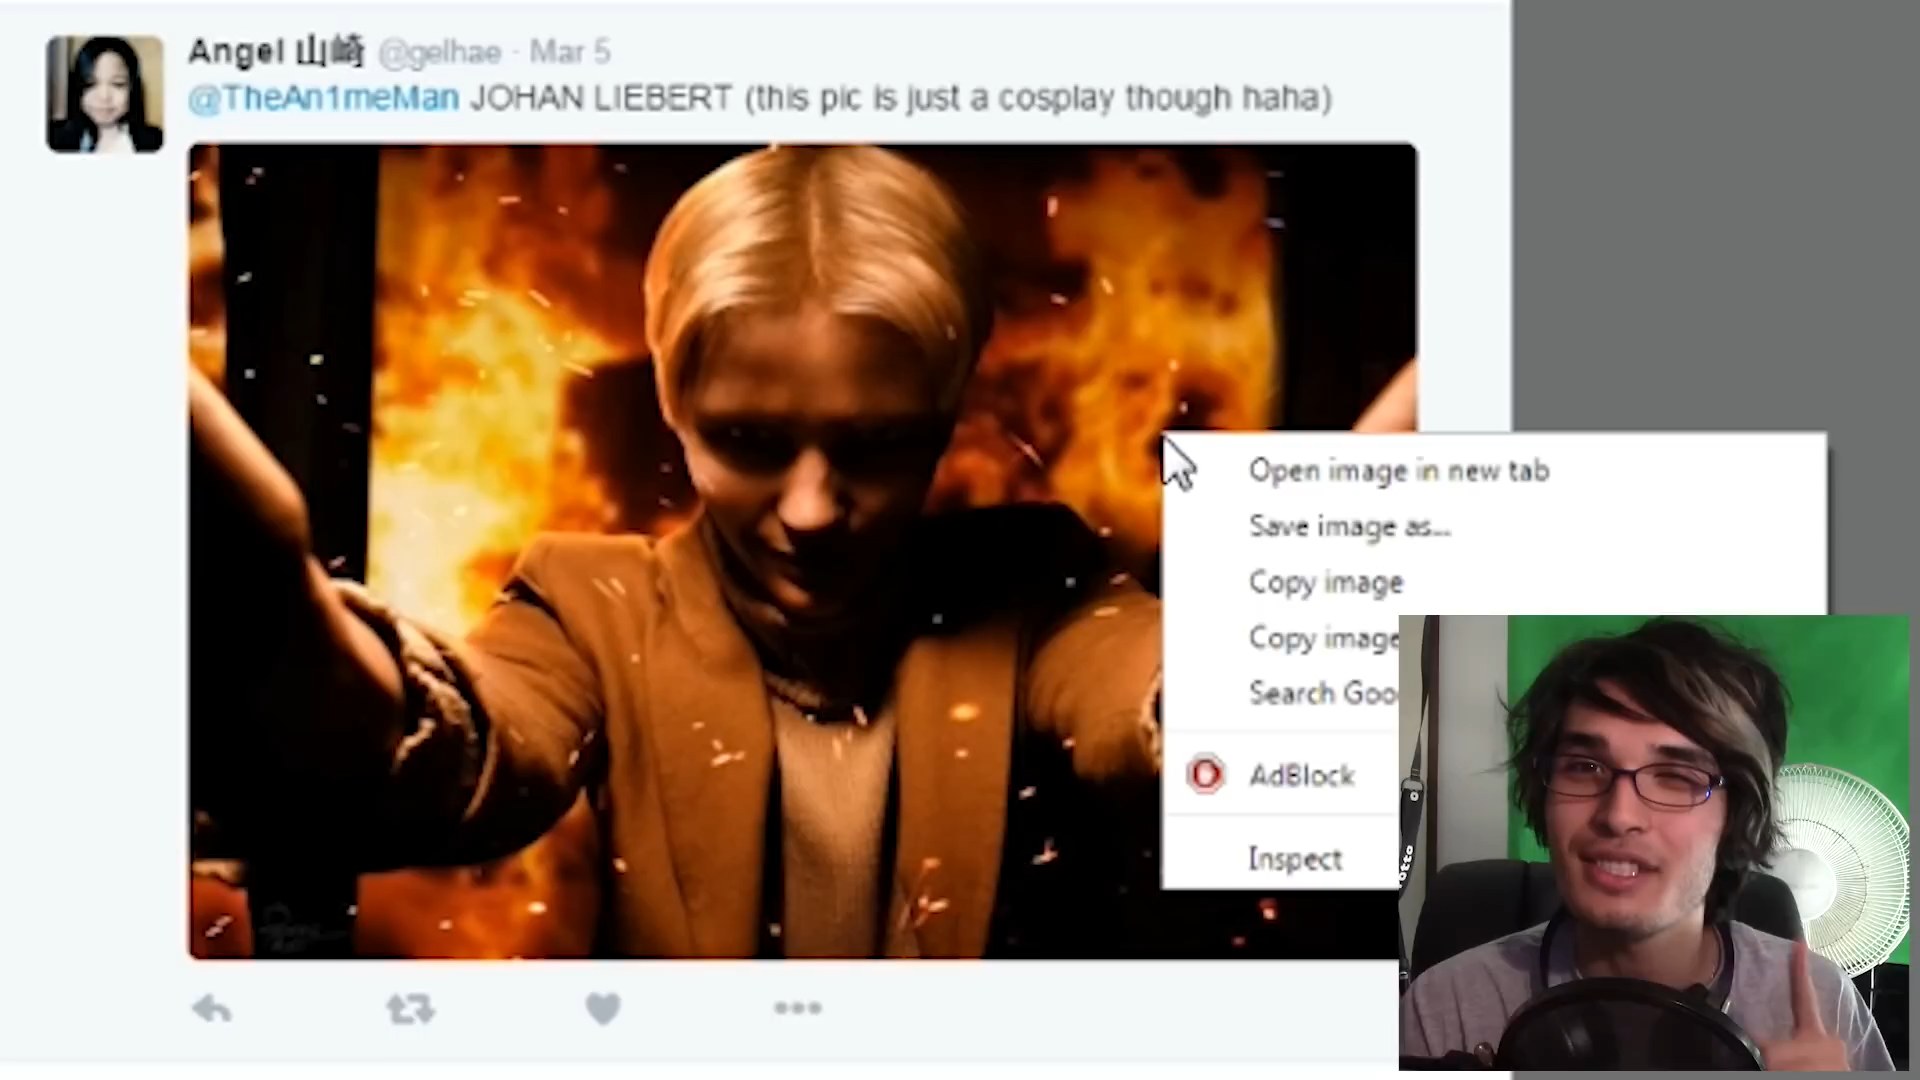 Angel 山崎 @gelhae · Mar 5
@TheAn1meMan JOHAN LIEBERT (this pic is just a cosplay though haha)
Open image in new tab
Save image as...
Copy image
Copy image
Search Goo
AdBlock
Inspect